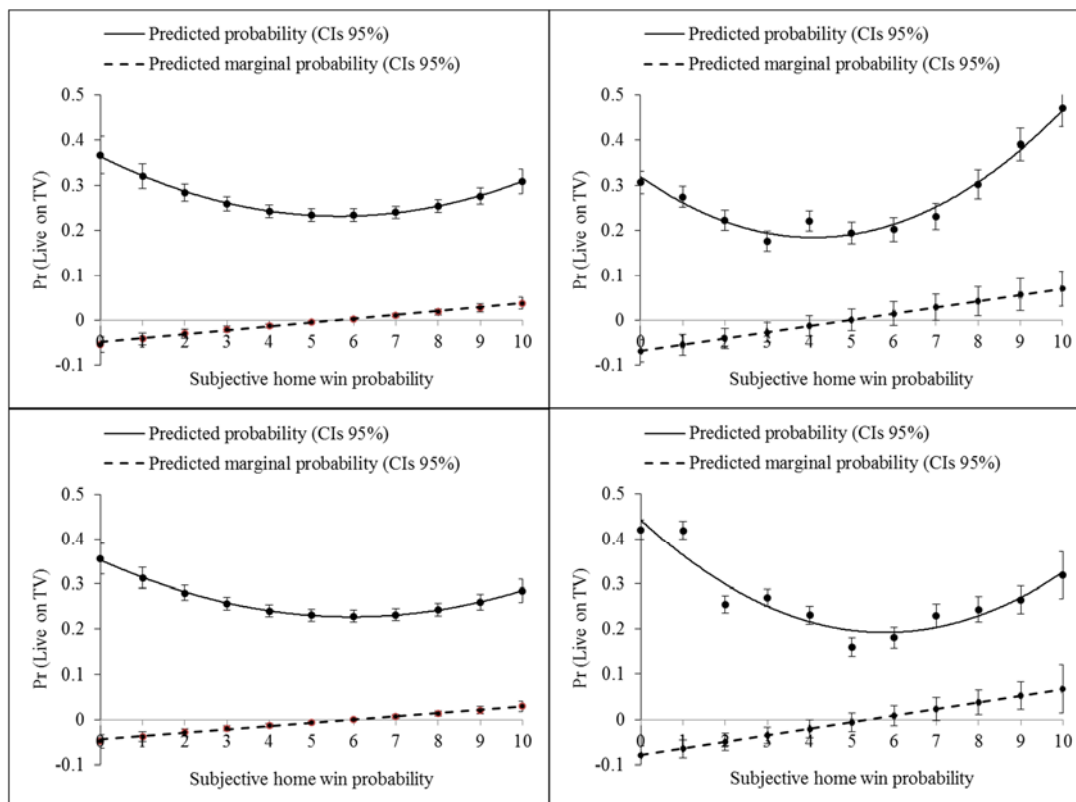 Predicted probability (CIs 95%)
Predicted marginal probability (CIs 95%)
0.5
0.4
0.3
0.2
0.1
0
-0.1
Pr (Live on TV)
0 1 2 3 4 5 6 7 8 9 10
Subjective home win probability
Predicted probability (CIs 95%)
Predicted marginal probability (CIs 95%)
0.5
0.4
0.3
0.2
0.1
0
-0.1
Pr (Live on TV)
0 1 2 3 4 5 6 7 8 9 10
Subjective home win probability
Predicted probability (CIs 95%)
Predicted marginal probability (CIs 95%)
0.5
0.4
0.3
0.2
0.1
0
-0.1
Pr (Live on TV)
0 1 2 3 4 5 6 7 8 9 10
Subjective home win probability
Predicted probability (CIs 95%)
Predicted marginal probability (CIs 95%)
0.5
0.4
0.3
0.2
0.1
0
-0.1
Pr (Live on TV)
0 1 2 3 4 5 6 7 8 9 10
Subjective home win probability